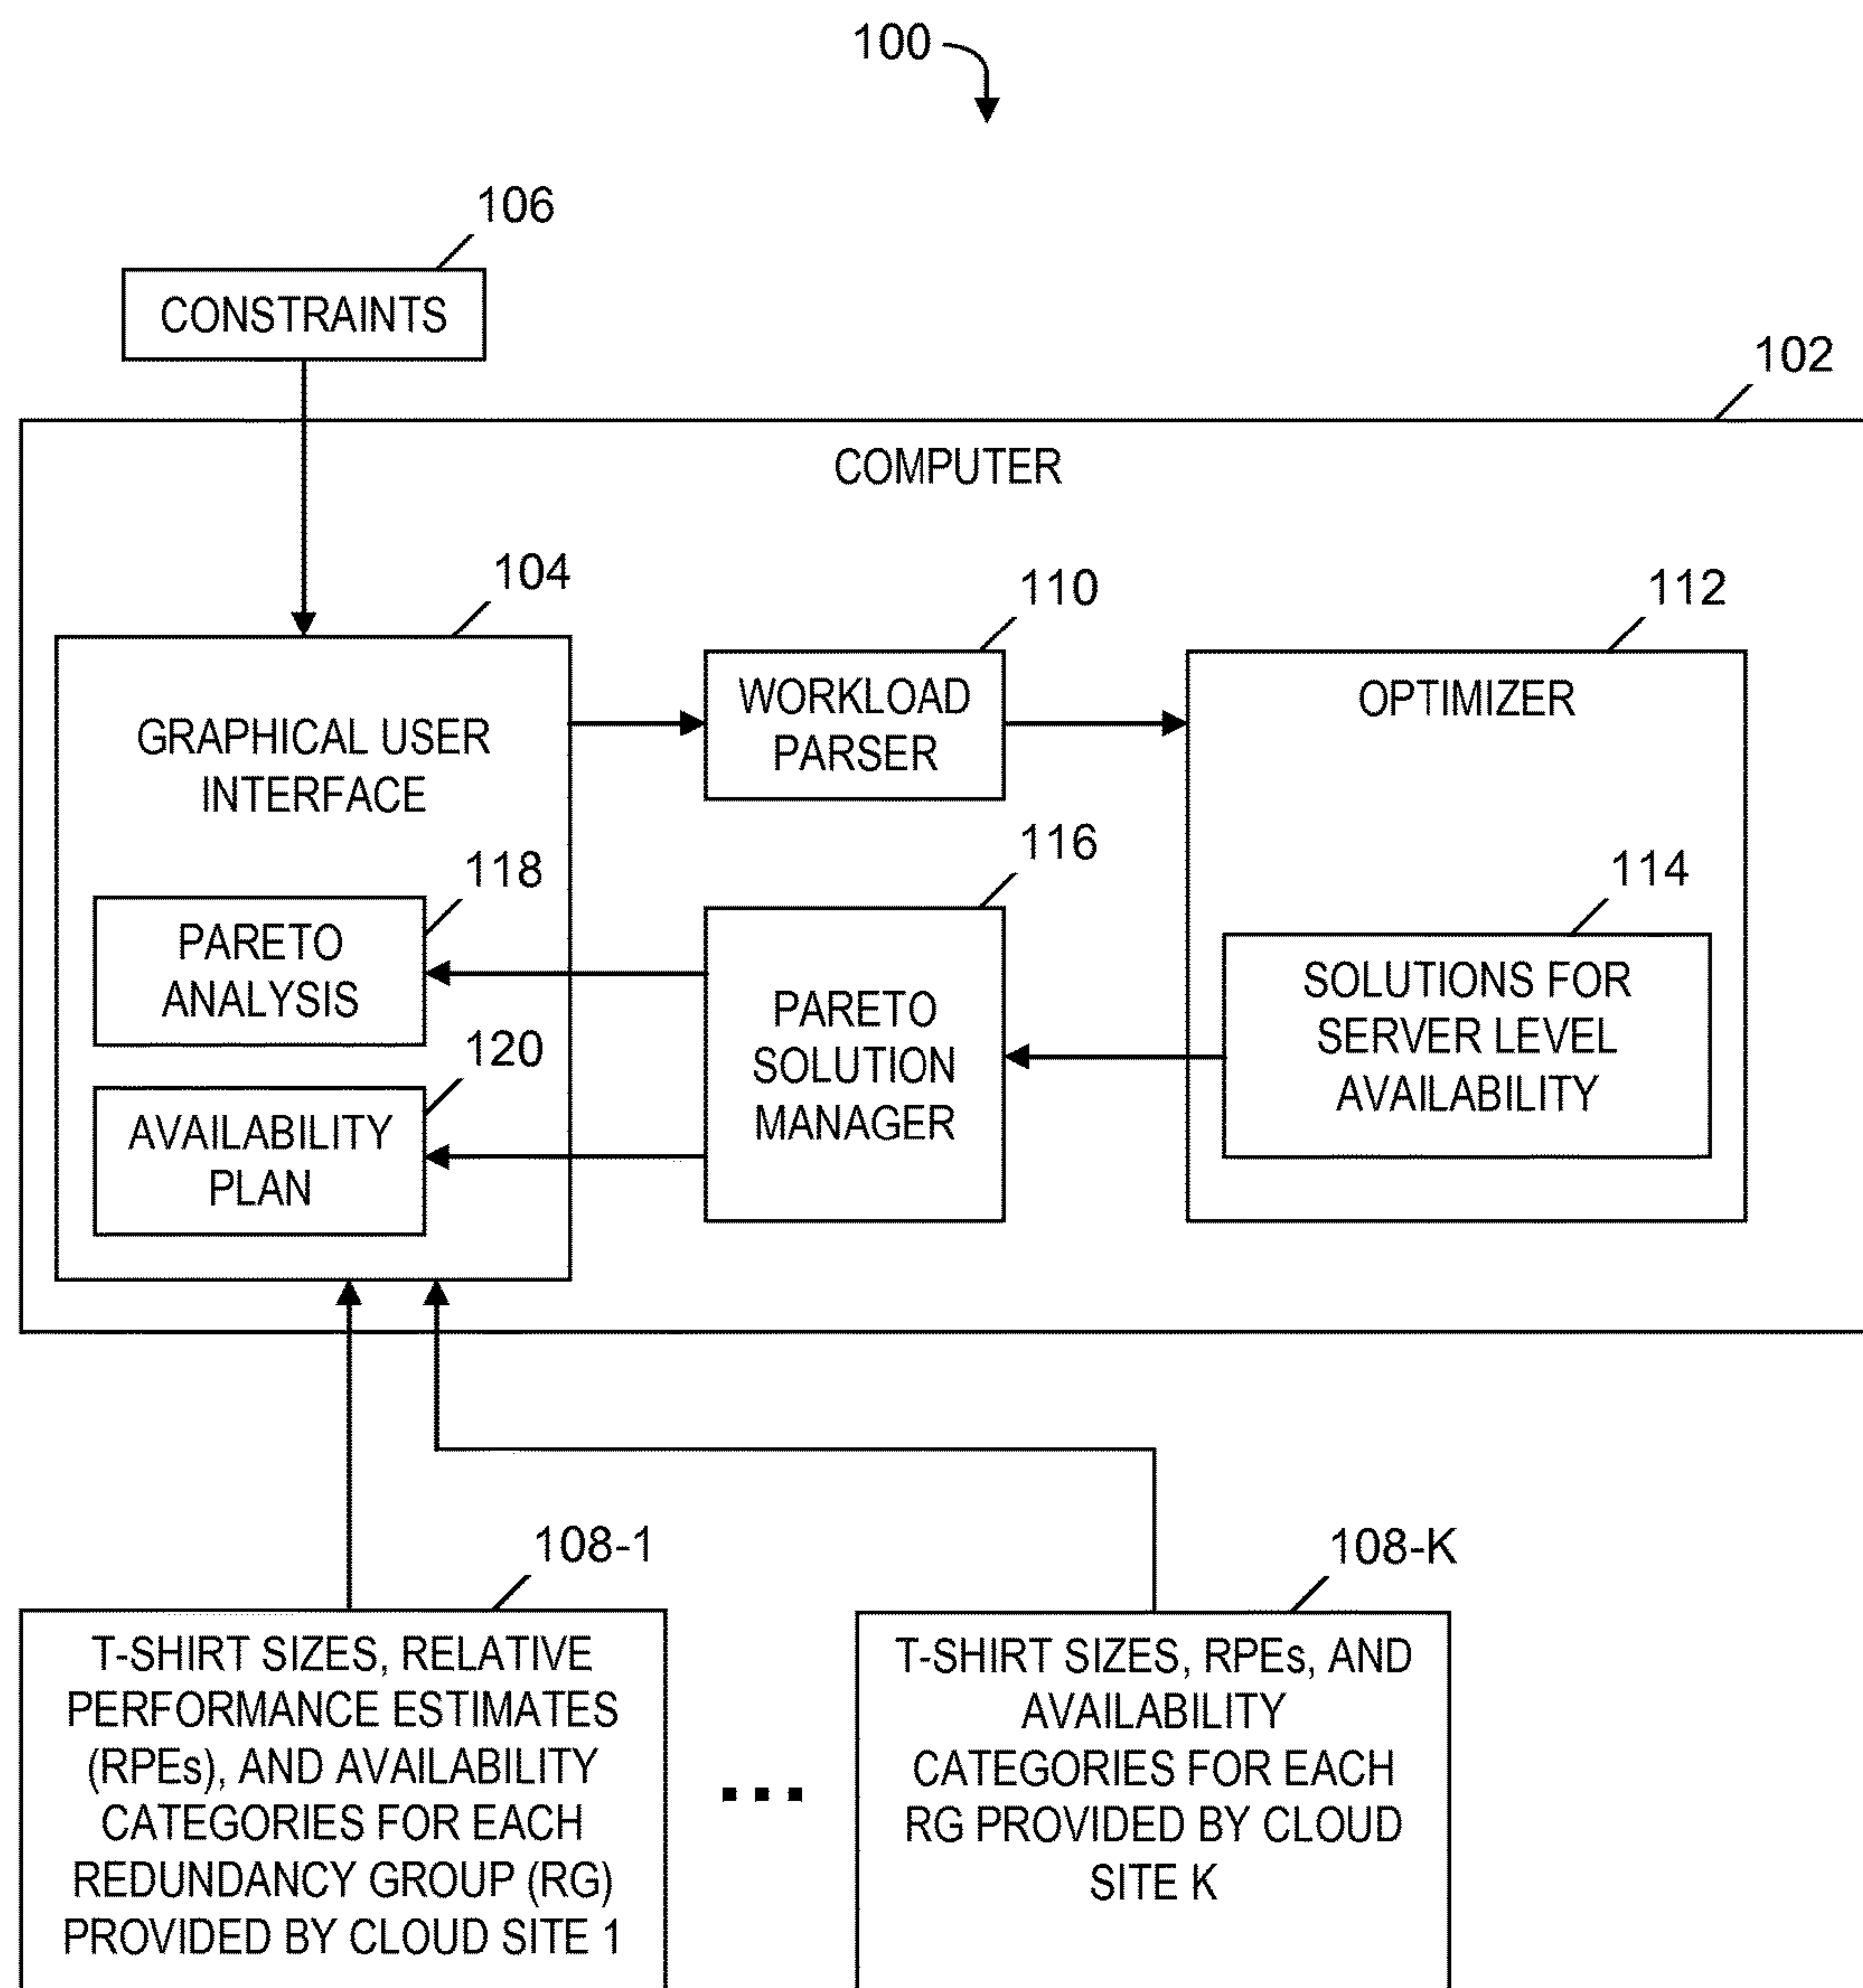 100
106
CONSTRAINTS
102
COMPUTER
104
110
112
GRAPHICAL USER
INTERFACE
WORKLOAD
PARSER
OPTIMIZER
118
116
114
PARETO
ANALYSIS
PARETO
SOLUTION
MANAGER
SOLUTIONS FOR
SERVER LEVEL
AVAILABILITY
120
AVAILABILITY
PLAN
108-1
108-K
T-SHIRT SIZES, RELATIVE
PERFORMANCE ESTIMATES
(RPEs), AND AVAILABILITY
CATEGORIES FOR EACH
REDUNDANCY GROUP (RG)
PROVIDED BY CLOUD SITE 1
T-SHIRT SIZES, RPEs, AND
AVAILABILITY
CATEGORIES FOR EACH
RG PROVIDED BY CLOUD
SITE K